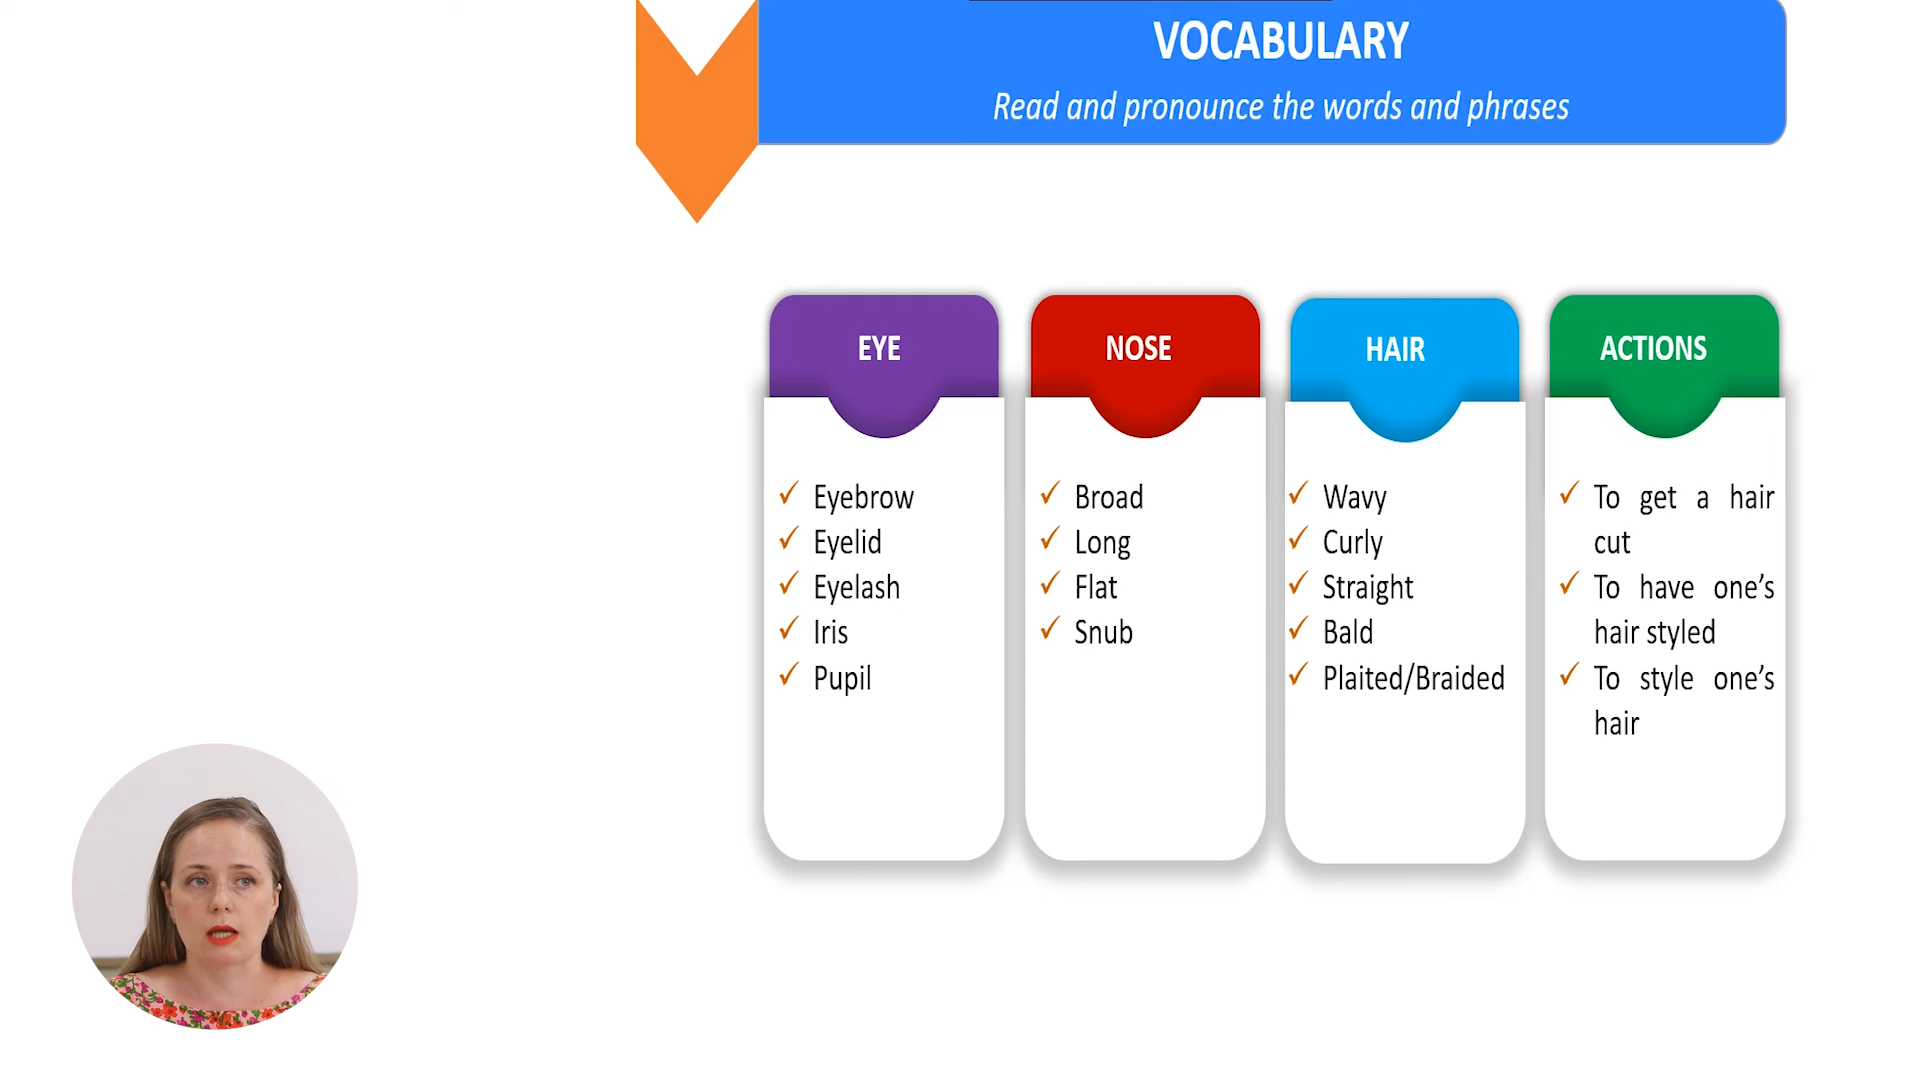 VOCABULARY
Read and pronounce the words and phrases
EYE
Eyebrow
Eyelid
Eyelash
Iris
Pupil
NOSE
Broad
Long
Flat
Snub
HAIR
Wavy
Curly
Straight
Bald
Plaited/Braided
ACTIONS
To get a hair
cut
To have one’s
hair styled
To style one’s
hair